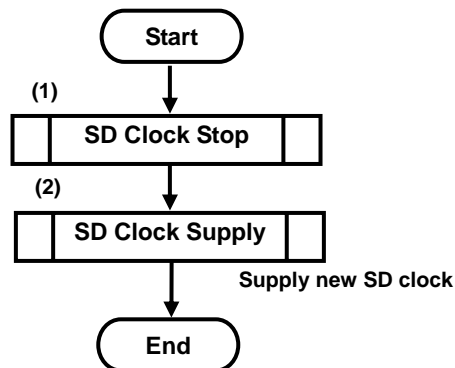 Start
(1)
SD Clock Stop
(2)
SD Clock Supply
Supply new SD clock
End